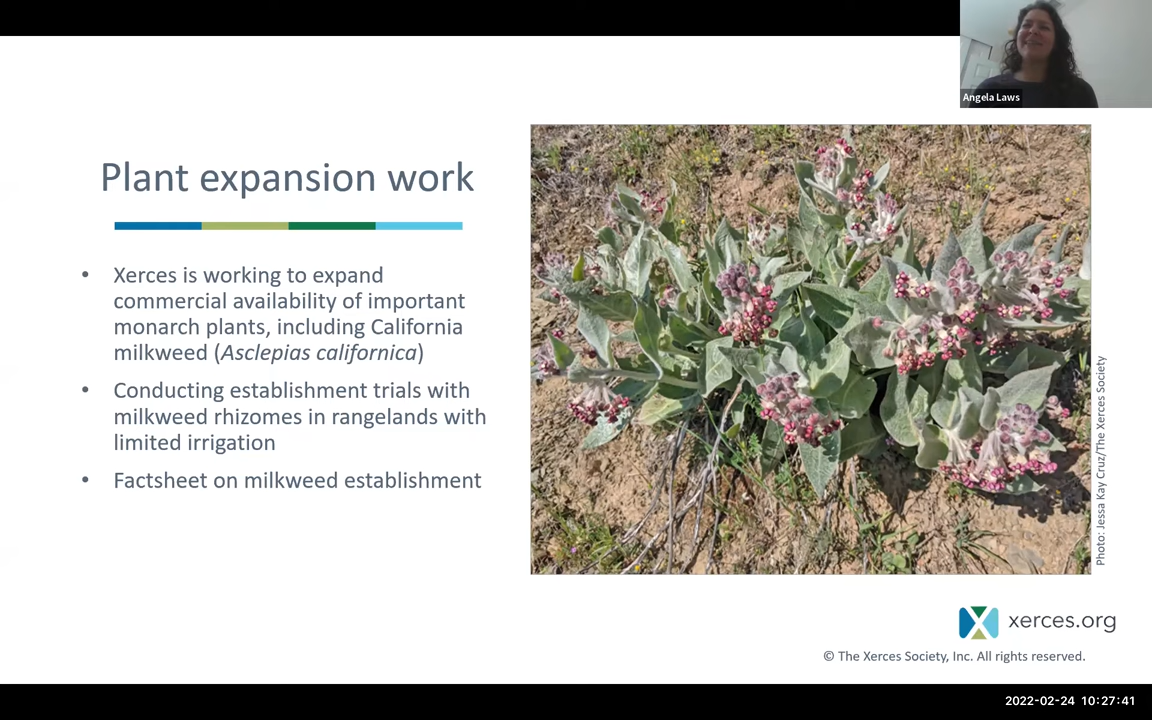 Angela Laws
Plant expansion work
• Xerces is working to expand
commercial availability of important
monarch plants, including California
milkweed (Asclepias californica)
• Conducting establishment trials with
milkweed rhizomes in rangelands with
limited irrigation
• Factsheet on milkweed establishment
Photo: Jessa Kay Cruz/The Xerces Society
xerces.org
© The Xerces Society, Inc. All rights reserved.
2022-02-24 10:27:41